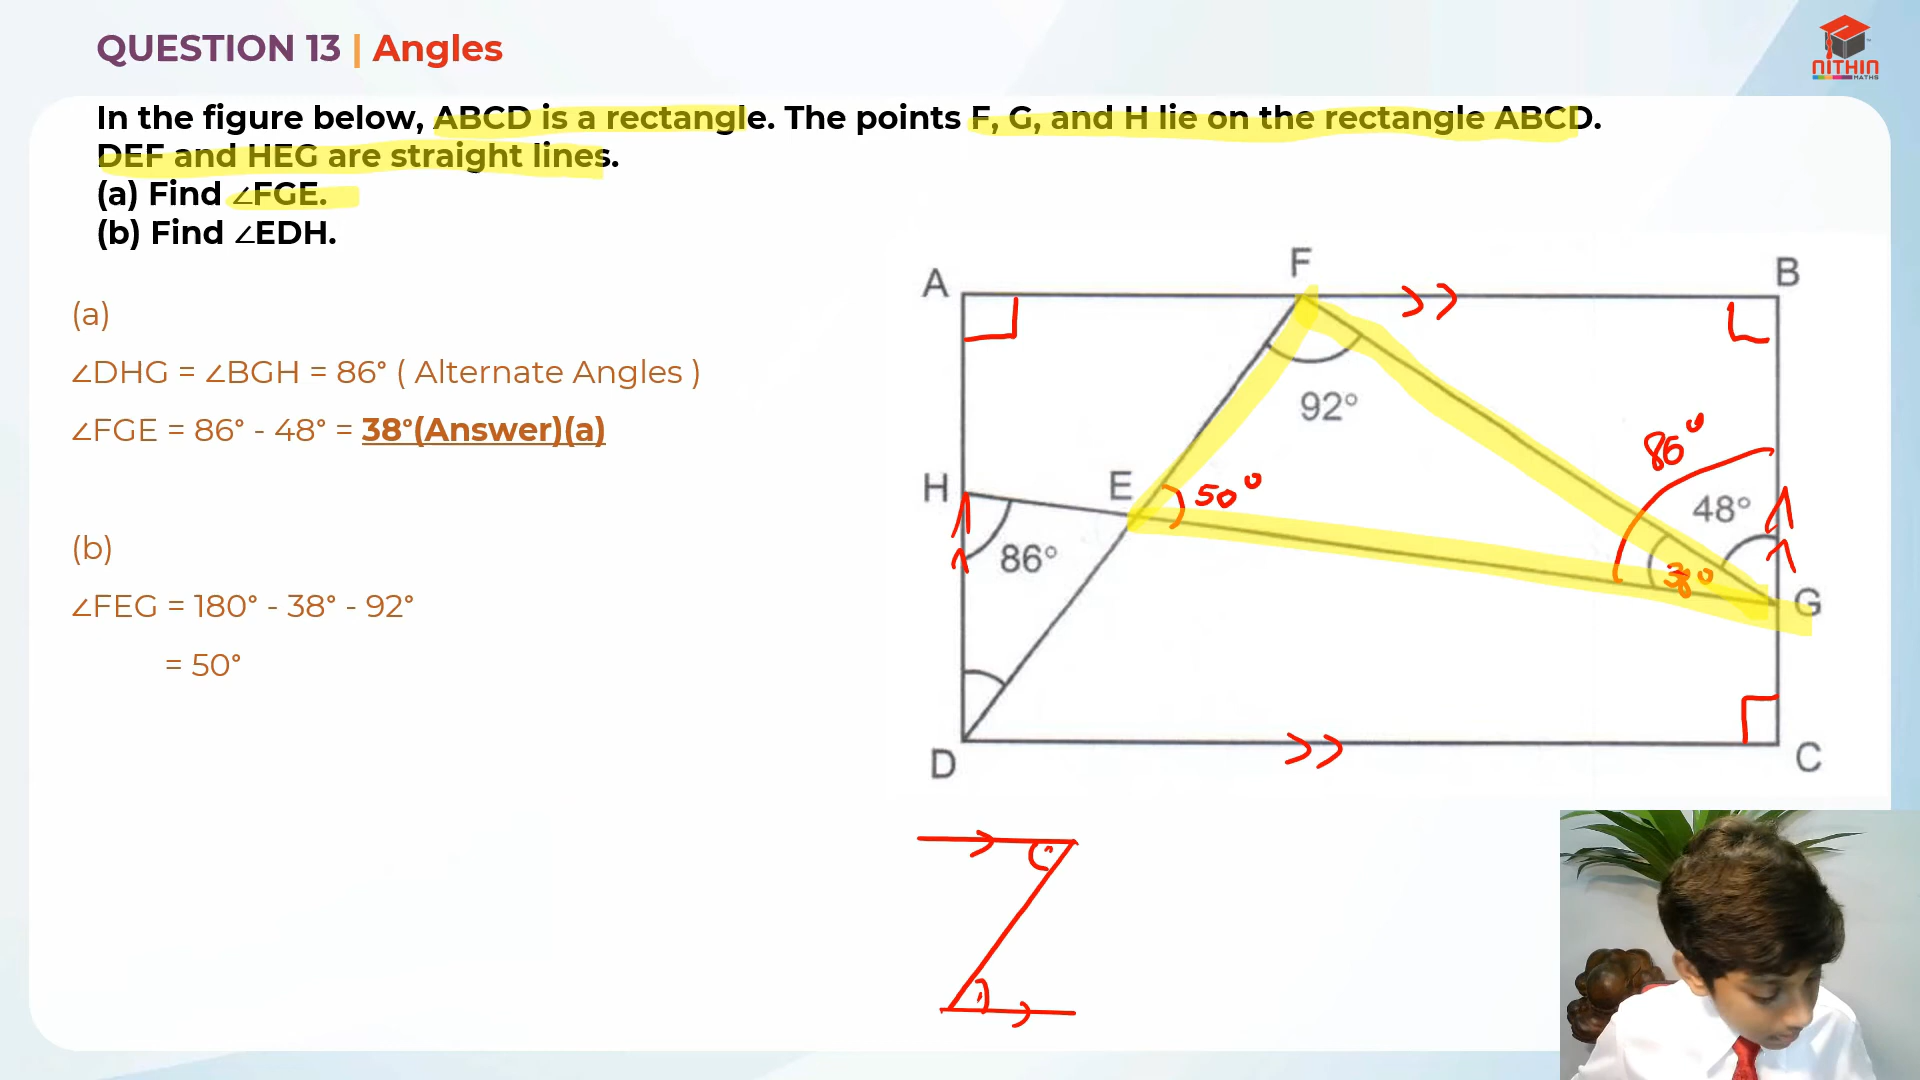 QUESTION 13 | Angles
NITHIN
MATHS
In the figure below, ABCD is a rectangle. The points F, G, and H lie on the rectangle ABCD.
DEF and HEG are straight lines.
(a) Find ∠FGE.
(b) Find ∠EDH.
(a)
∠DHG = ∠BGH = 86° ( Alternate Angles )
∠FGE = 86° - 48° = 38°(Answer)(a)
(b)
∠FEG = 180° - 38° - 92°
= 50°
F
A
B
92°
86°
H
E
50°
48°
86°
38°
G
D
C